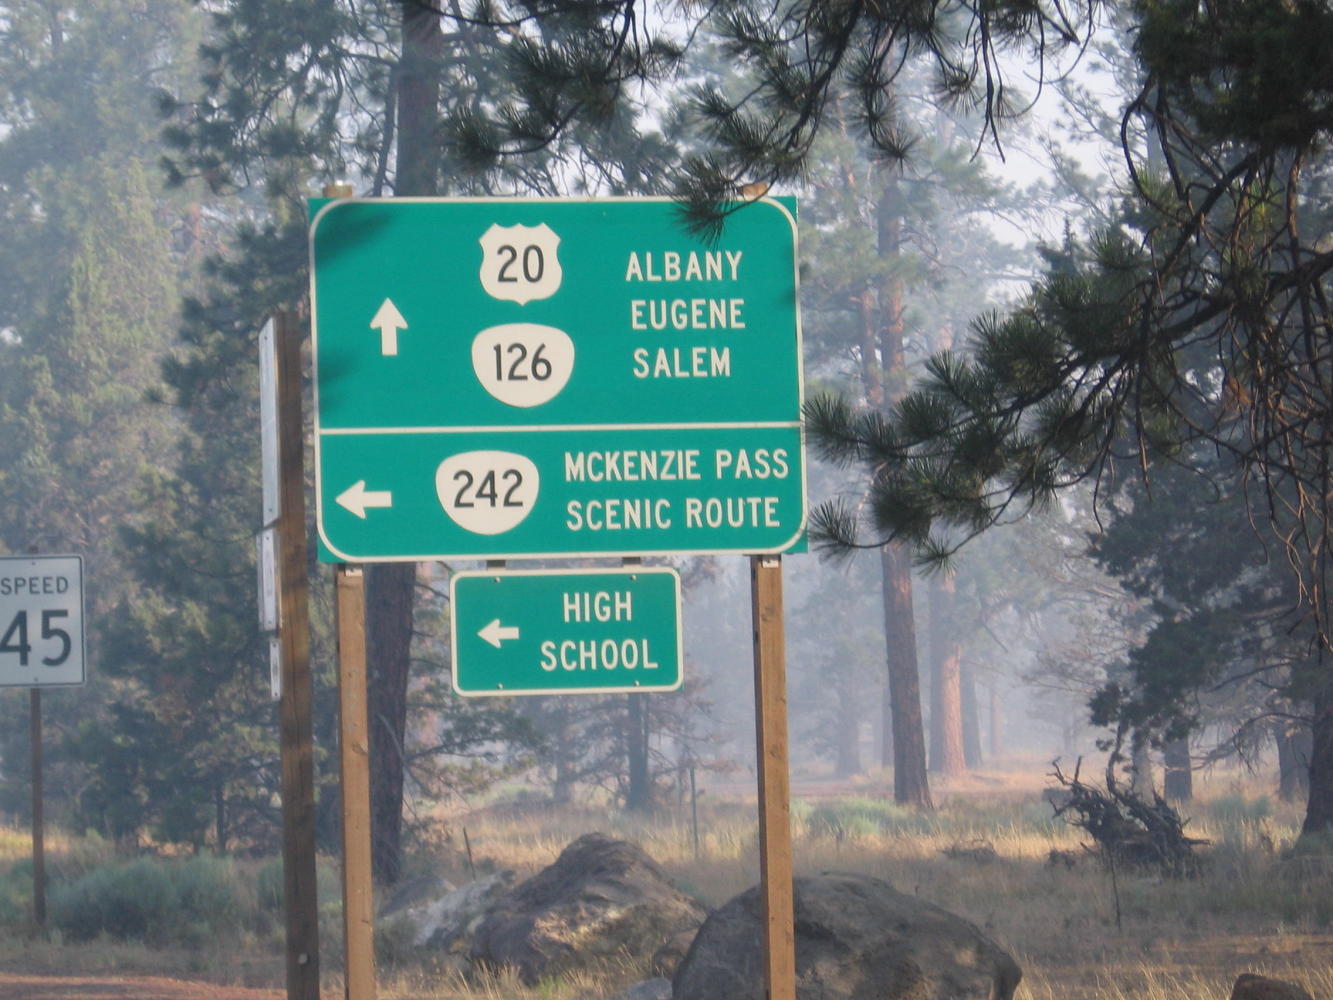 20
126
ALBANY
EUGENE
SALEM
242
MCKENZIE PASS
SCENIC ROUTE
HIGH
SCHOOL
SPEED
45